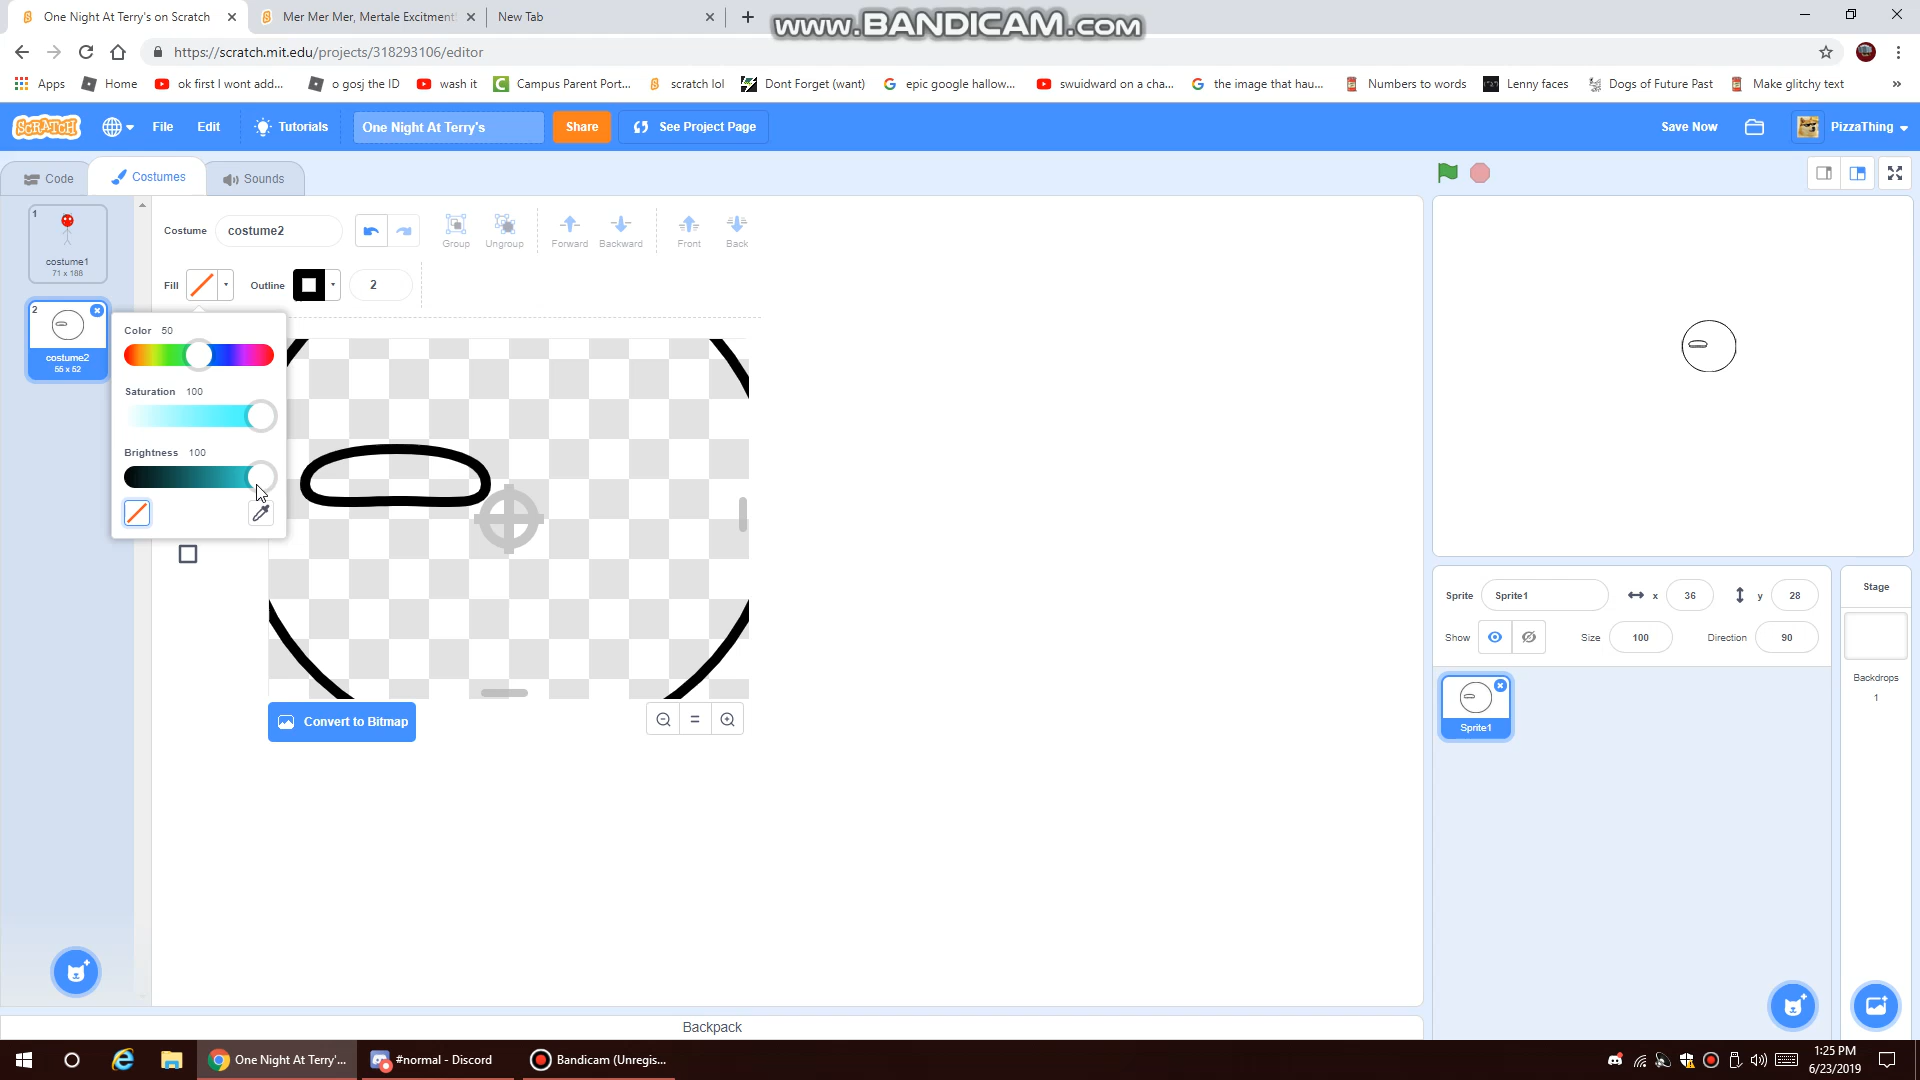 One Night At Terry's on Scratch
Mer Mer Mer, Mertale Excitment!
New Tab
www.BANDICAM.com
https://scratch.mit.edu/projects/318293106/editor
Apps
Home
ok first I wont add...
o gosj the ID
wash it
Campus Parent Port...
scratch lol
Dont Forget (want)
epic google hallow...
swuidward on a cha...
the image that hau...
Numbers to words
Lenny faces
Dogs of Future Past
Make glitchy text
»
SCRATCH
File
Edit
Tutorials
One Night At Terry's
Share
See Project Page
Save Now
PizzaThing
Code
Costumes
Sounds
1
costume1
71 x 188
2
costume2
55 x 52
Costume
costume2
Group
Ungroup
Forward
Backward
Front
Back
Fill
Outline
2
Color 50
Saturation 100
Brightness 100
Convert to Bitmap
Sprite
Sprite1
x
36
y
28
Show
Size
100
Direction
90
Sprite1
Stage
Backdrops
1
Backpack
One Night At Terry'...
#normal - Discord
Bandicam (Unregis...
1:25 PM
6/23/2019